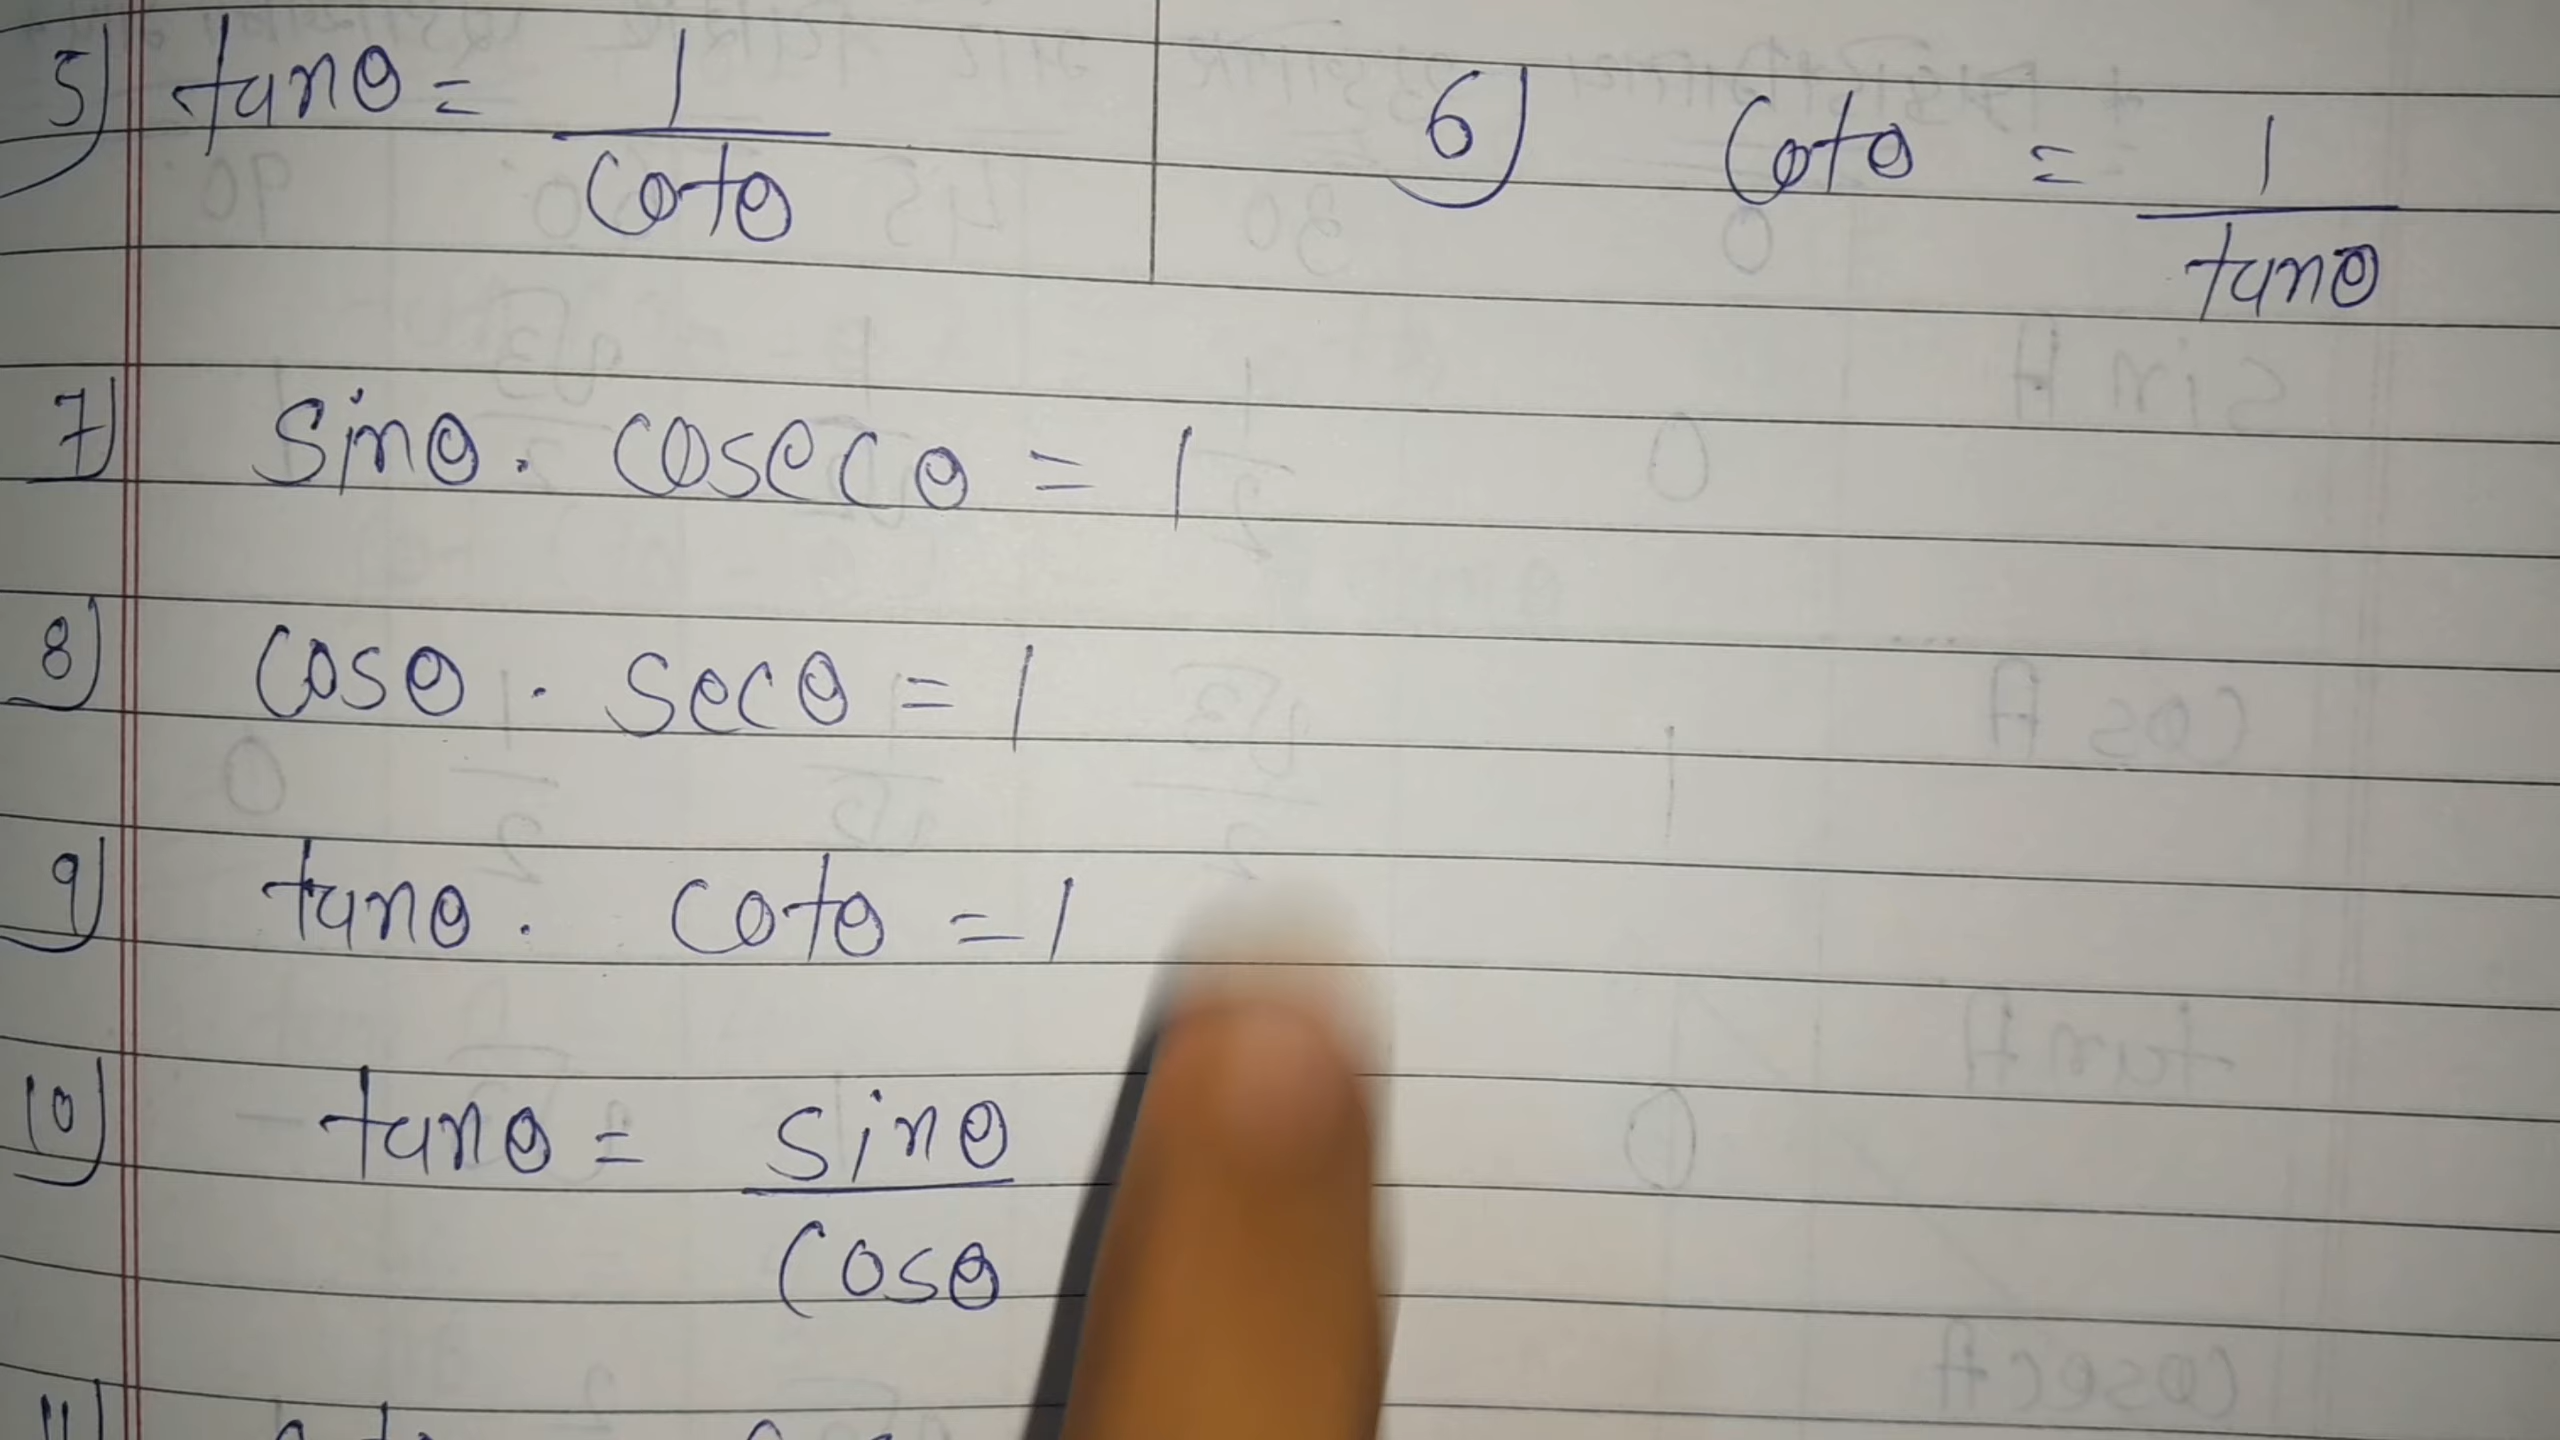 5) tanθ = 1/cotθ
6) cotθ = 1/tanθ
7) sinθ . cosecθ = 1
8) cosθ . secθ = 1
9) tanθ . cotθ = 1
10) tanθ = sinθ/cosθ
11)